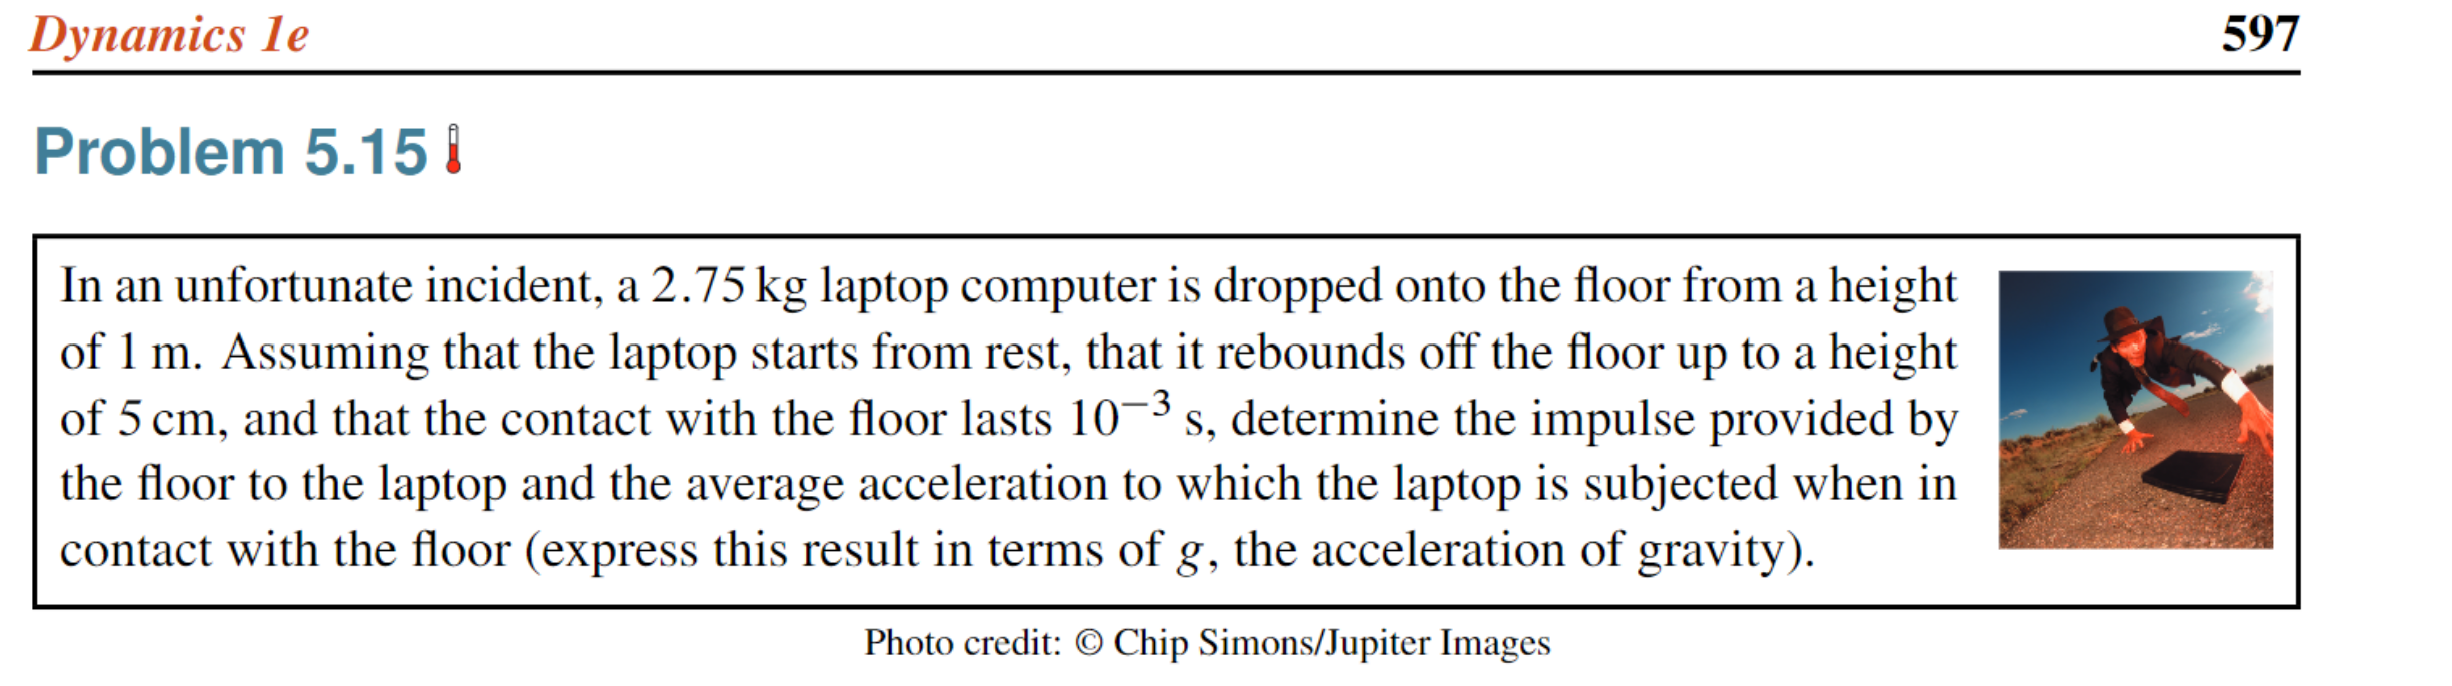 Dynamics 1e 597
Problem 5.15
In an unfortunate incident, a 2.75 kg laptop computer is dropped onto the floor from a height
of 1 m. Assuming that the laptop starts from rest, that it rebounds off the floor up to a height
of 5 cm, and that the contact with the floor lasts 10⁻³ s, determine the impulse provided by
the floor to the laptop and the average acceleration to which the laptop is subjected when in
contact with the floor (express this result in terms of g, the acceleration of gravity).
Photo credit: © Chip Simons/Jupiter Images